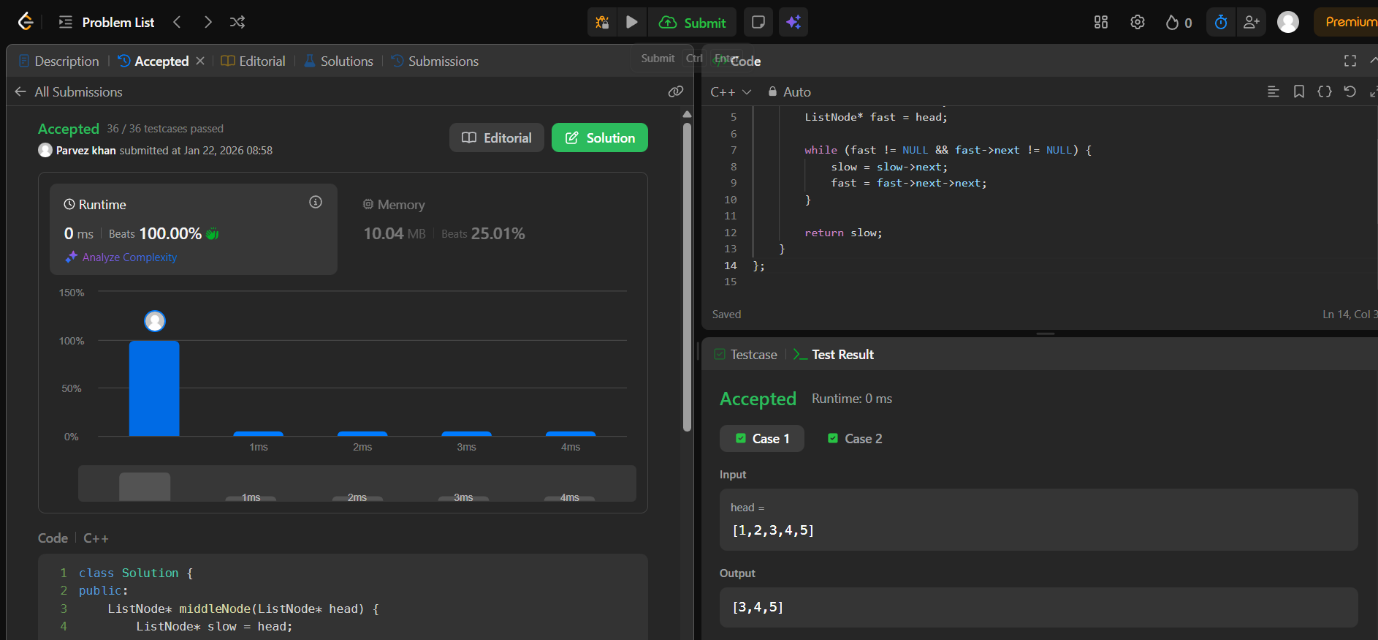 Problem List
Submit
0
Premium
Description
Accepted
Editorial
Solutions
Submissions
Submit Ctrl
All Submissions
Accepted 36 / 36 testcases passed
Parvez khan submitted at Jan 22, 2026 08:58
Editorial
Solution
Runtime
0 ms Beats 100.00%
Analyze Complexity
Memory
10.04 MB Beats 25.01%
150%
100%
50%
0%
1ms 2ms 3ms 4ms
1ms 2ms 3ms 4ms
Code C++
1 class Solution {
2 public:
3 ListNode* middleNode(ListNode* head) {
4 ListNode* slow = head;
Code
C++ Auto
5 ListNode* fast = head;
6
7 while (fast != NULL && fast->next != NULL) {
8 slow = slow->next;
9 fast = fast->next->next;
10 }
11
12 return slow;
13 }
14 };
15
Saved
Ln 14, Col 3
Testcase
>_ Test Result
Accepted Runtime: 0 ms
Case 1 Case 2
Input
head =
[1,2,3,4,5]
Output
[3,4,5]